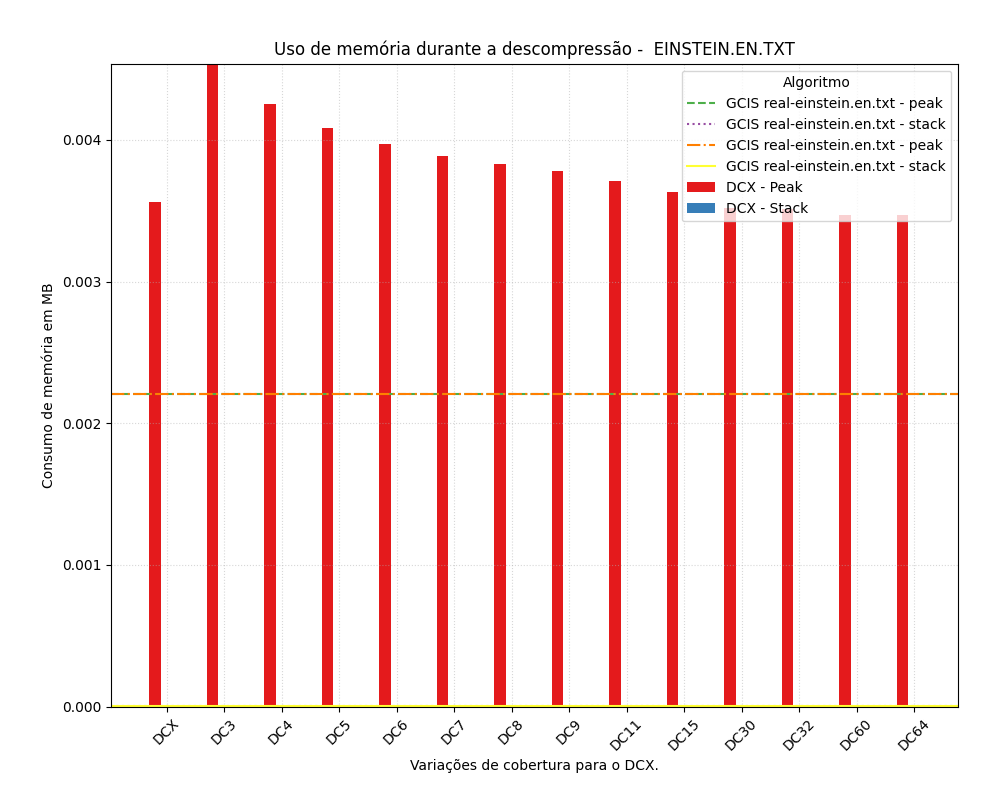 Uso de memória durante a descompressão -  EINSTEIN.EN.TXT
Algoritmo
GCIS real-einstein.en.txt - peak
GCIS real-einstein.en.txt - stack
GCIS real-einstein.en.txt - peak
GCIS real-einstein.en.txt - stack
DCX - Peak
DCX - Stack
Consumo de memória em MB
0.004
0.003
0.002
0.001
0.000
DCX
DC3
DC4
DC5
DC6
DC7
DC8
DC9
DC11
DC15
DC30
DC32
DC60
DC64
Variações de cobertura para o DCX.